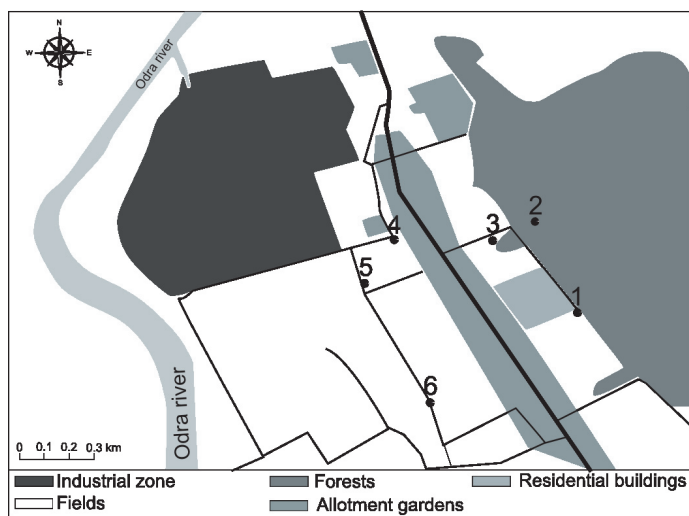 N
W E
S
Odra river
2
3
4
5
1
6
Odra river
0 0.1 0.2 0.3 km
Industrial zone
Forests
Residential buildings
Fields
Allotment gardens